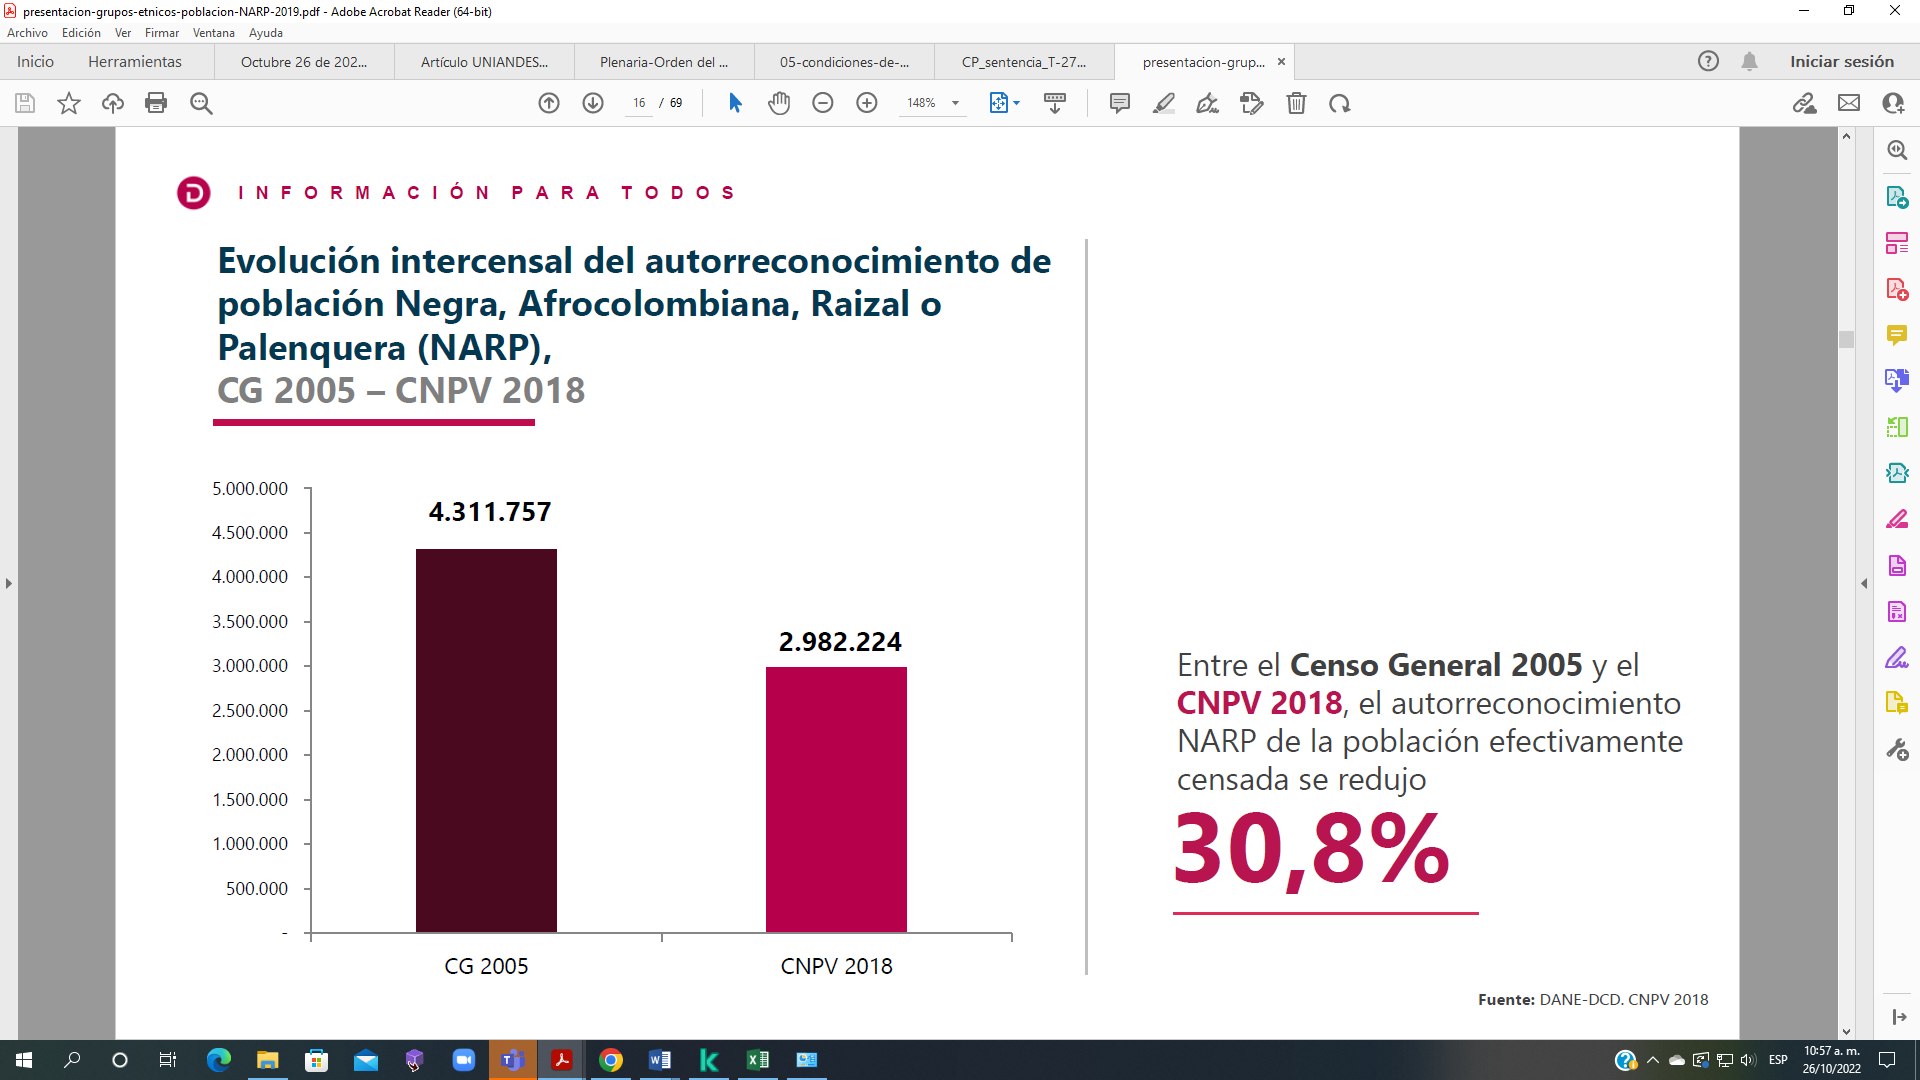 presentacion-grupos-etnicos-poblacion-NARP-2019.pdf - Adobe Acrobat Reader (64-bit)
Archivo Edición Ver Firmar Ventana Ayuda
Inicio Herramientas Octubre 26 de 202... Artículo UNIANDES... Plenaria-Orden del ... 05-condiciones-de-... CP_sentencia_T-27... presentacion-grup... × Iniciar sesión
16 / 69 148%
D INFORMACIÓN PARA TODOS
Evolución intercensal del autorreconocimiento de
población Negra, Afrocolombiana, Raizal o
Palenquera (NARP),
CG 2005 – CNPV 2018
5.000.000
4.500.000
4.000.000
3.500.000
3.000.000
2.500.000
2.000.000
1.500.000
1.000.000
500.000
-
4.311.757
2.982.224
CG 2005
CNPV 2018
Entre el Censo General 2005 y el
CNPV 2018, el autorreconocimiento
NARP de la población efectivamente
censada se redujo
30,8%
Fuente: DANE-DCD. CNPV 2018
ESP
10:57 a. m.
26/10/2022